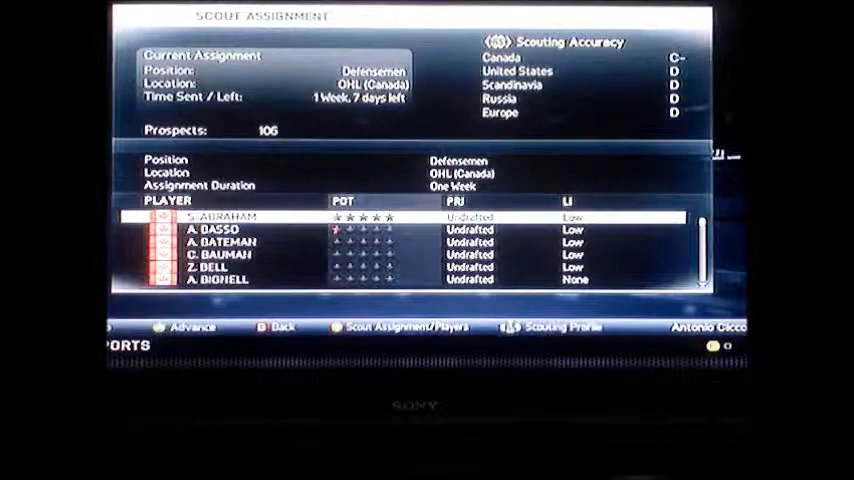 SCOUT ASSIGNMENT
Scouting Accuracy
Current Assignment
Canada C-
Position: Defensemen
United States D
Location: OHL (Canada)
Scandinavia D
Time Sent / Left: 1 Week, 7 days left
Russia D
Europe D
Prospects: 106
Position Defensemen
Location OHL (Canada)
Assignment Duration One Week
PLAYER POT PRJ LI
S. ABRAHAM Undrafted Low
A. BASSO Undrafted Low
A. BATEMAN Undrafted Low
C. BAUMAN Undrafted Low
Z. BELL Undrafted Low
A. BIGNELL Undrafted None
Advance B Back Scout Assignment/Players LS Scouting Profile Antonio Cicco
PORTS 0
SONY